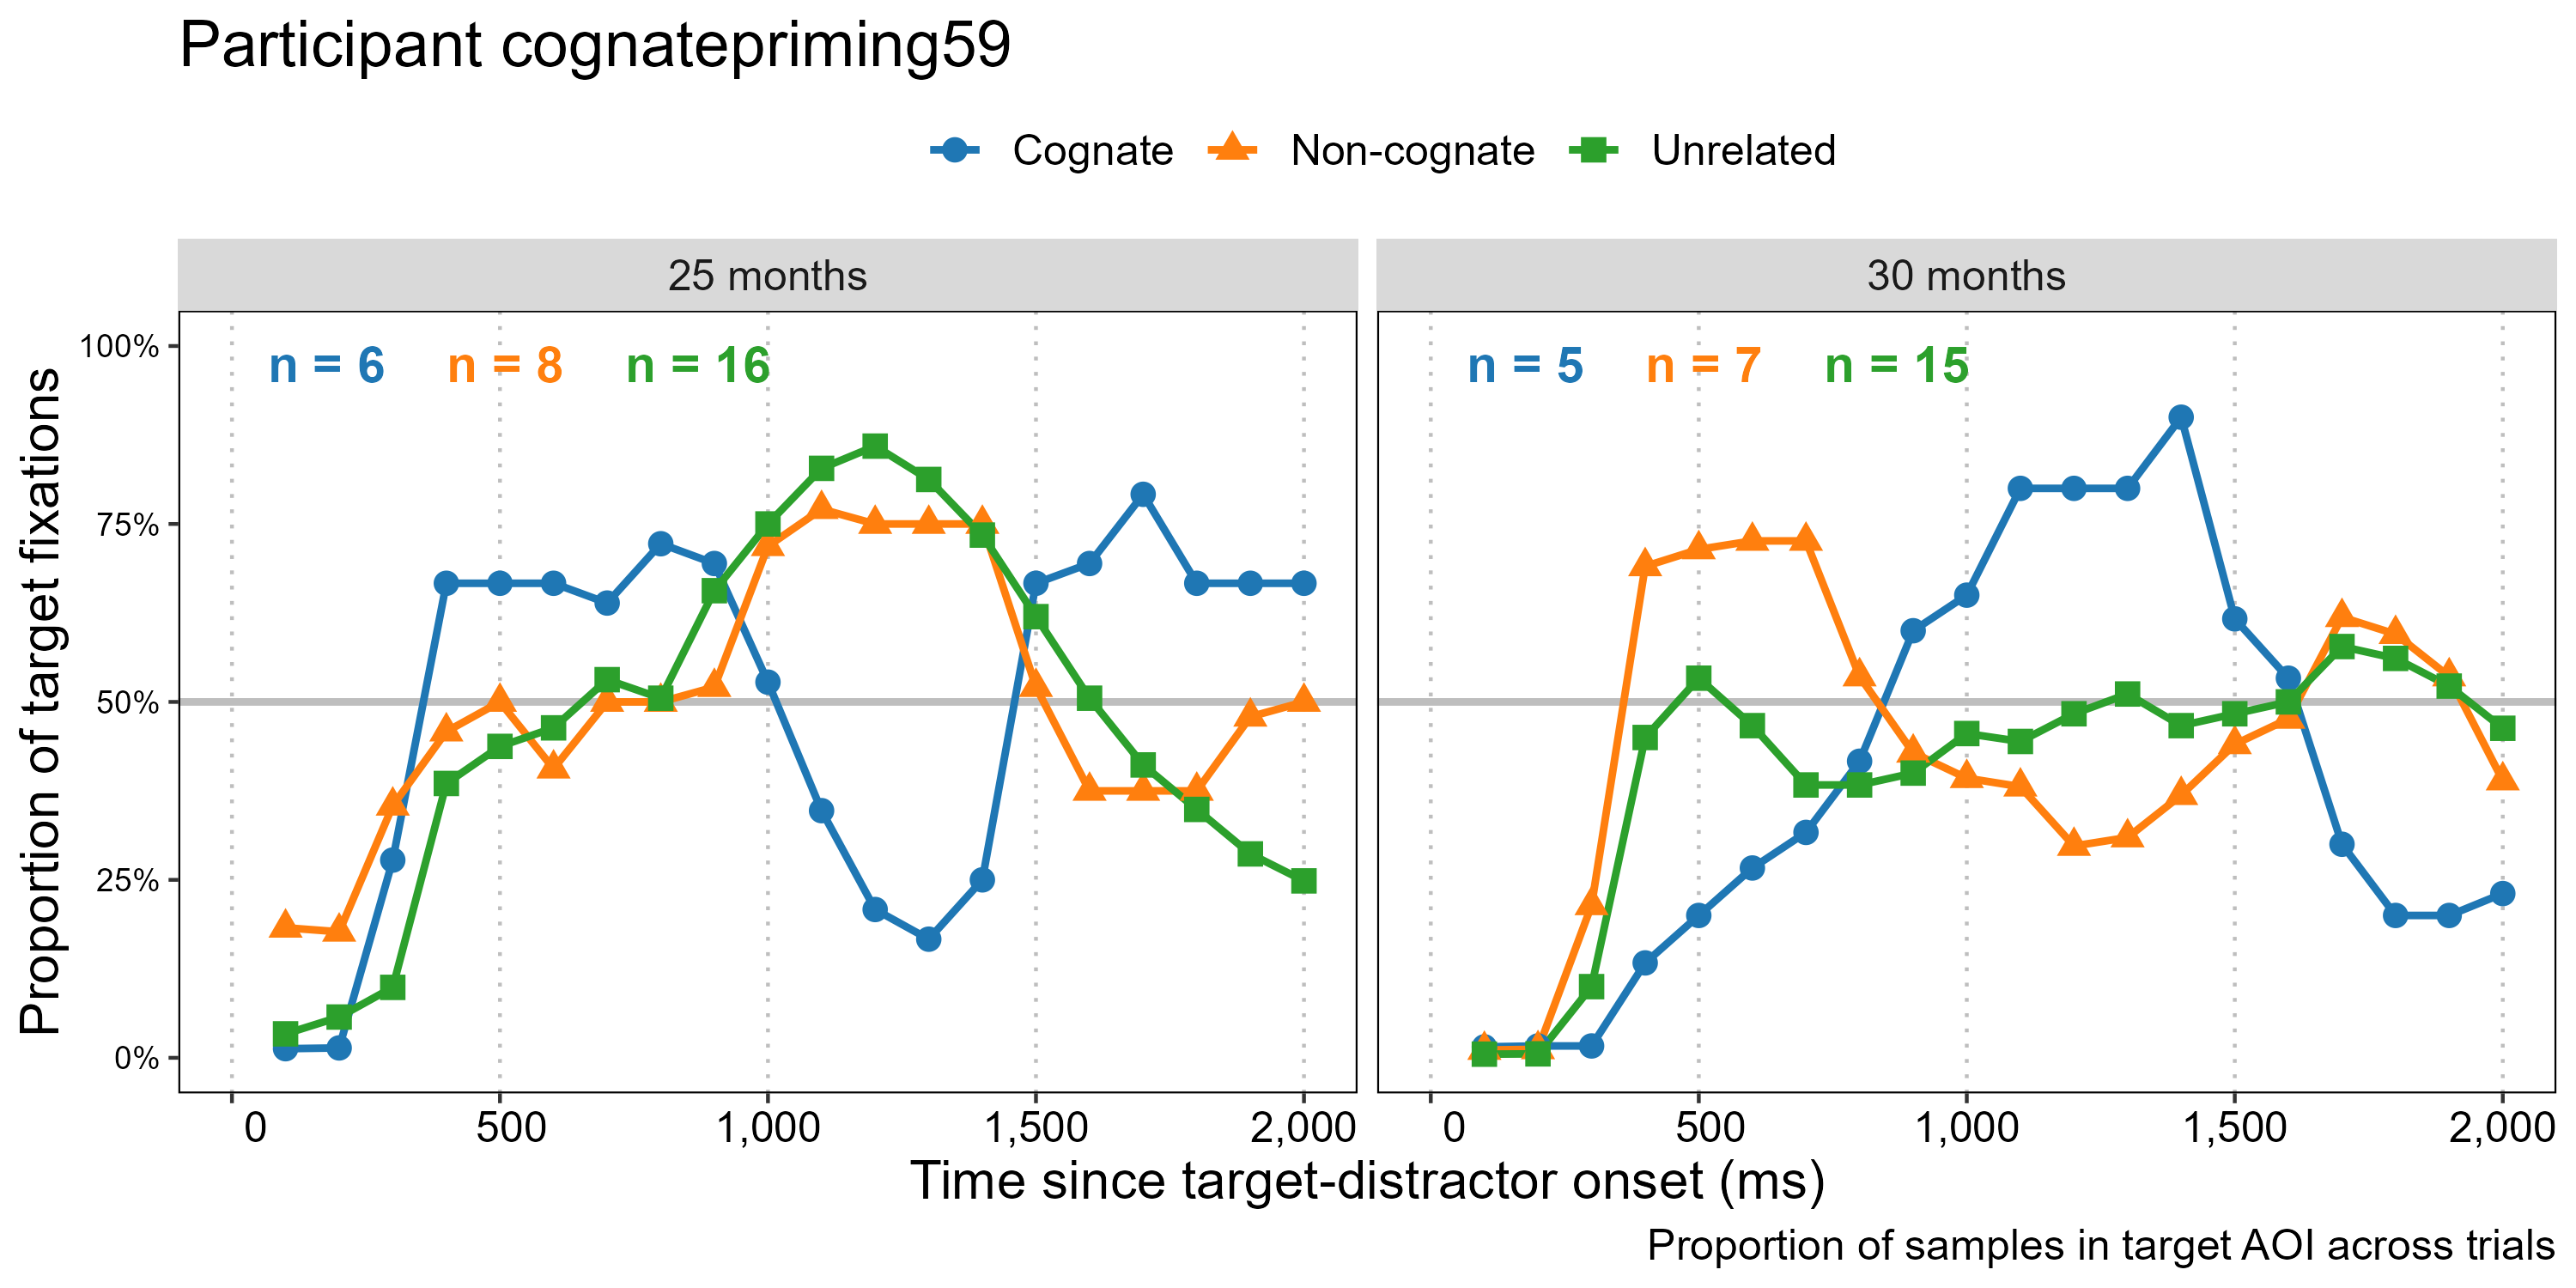 Participant cognatepriming59
Cognate Non-cognate Unrelated
25 months
30 months
n = 6 n = 8 n = 16
n = 5 n = 7 n = 15
Proportion of target fixations
100%
75%
50%
25%
0%
0 500 1,000 1,500 2,000
0 500 1,000 1,500 2,000
Time since target-distractor onset (ms)
Proportion of samples in target AOI across trials